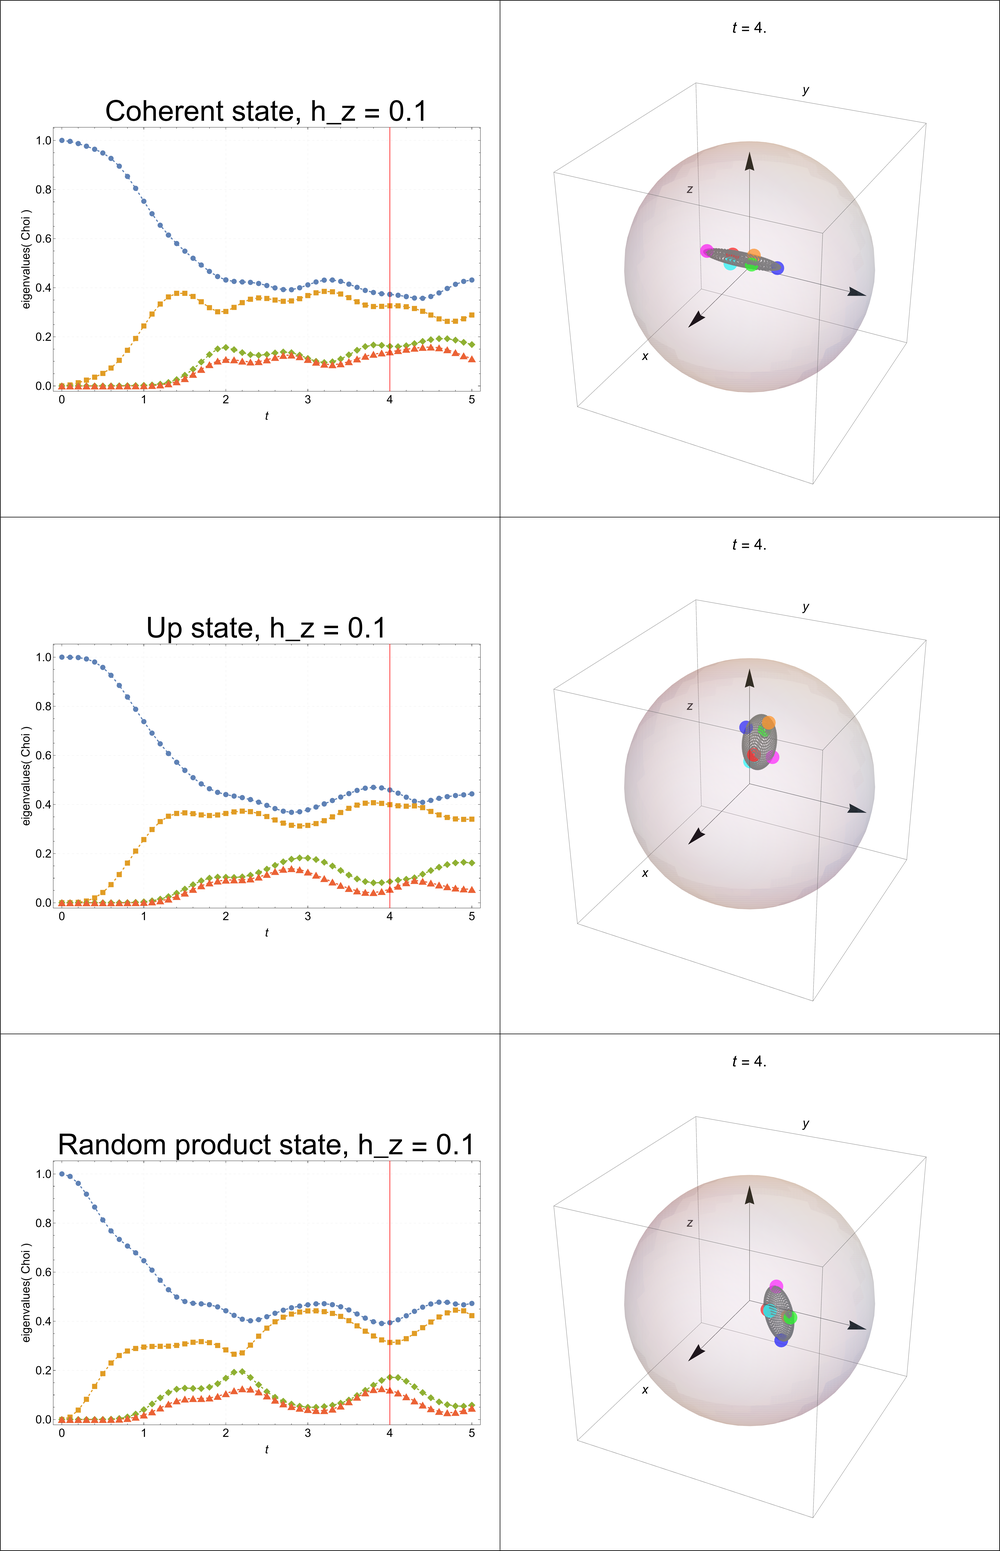 t = 4.
Coherent state, h_z = 0.1
eigenvalues( Choi )
1.0
0.8
0.6
0.4
0.2
0.0
0 1 2 3 4 5
t
y
z
x
t = 4.
Up state, h_z = 0.1
eigenvalues( Choi )
1.0
0.8
0.6
0.4
0.2
0.0
0 1 2 3 4 5
t
y
z
x
t = 4.
Random product state, h_z = 0.1
eigenvalues( Choi )
1.0
0.8
0.6
0.4
0.2
0.0
0 1 2 3 4 5
t
y
z
x